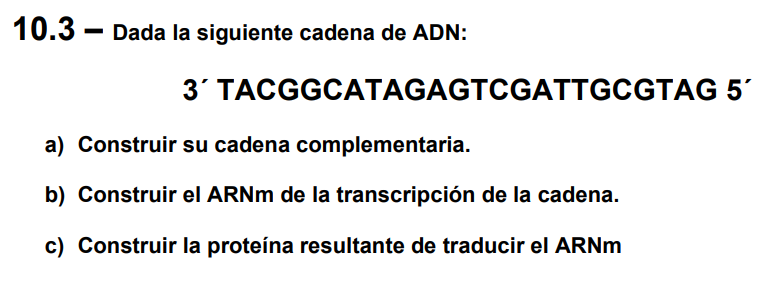 10.3 – Dada la siguiente cadena de ADN:
3´ TACGGCATAGAGTCGATTGCGTAG 5´
a) Construir su cadena complementaria.
b) Construir el ARNm de la transcripción de la cadena.
c) Construir la proteína resultante de traducir el ARNm